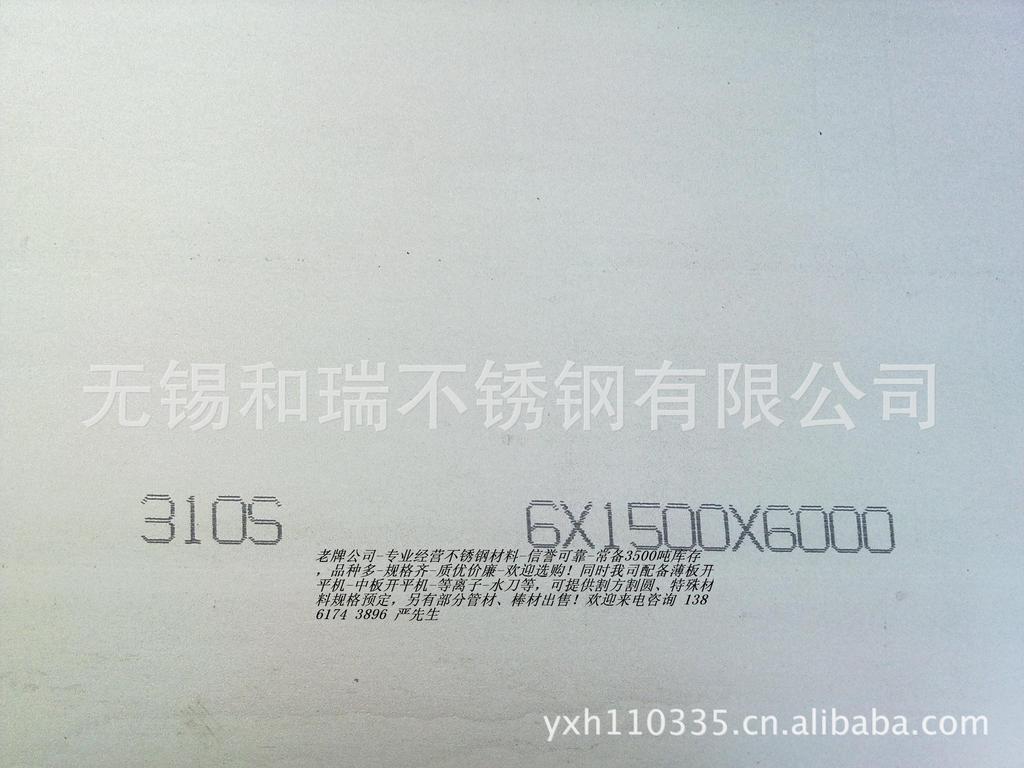 无锡和瑞不锈钢有限公司
310S 6X1500X6000
老牌公司-专业经营不锈钢材料-信誉可靠-常备3500吨库存
，品种多-规格齐-质优价廉-欢迎选购！同时我司配备薄板开
平机-中板开平机-等离子-水刀等，可提供割方割圆、特殊材
料规格预定，另有部分管材、棒材出售！欢迎来电咨询 138
6174 3896 严先生
yxh110335.cn.alibaba.com